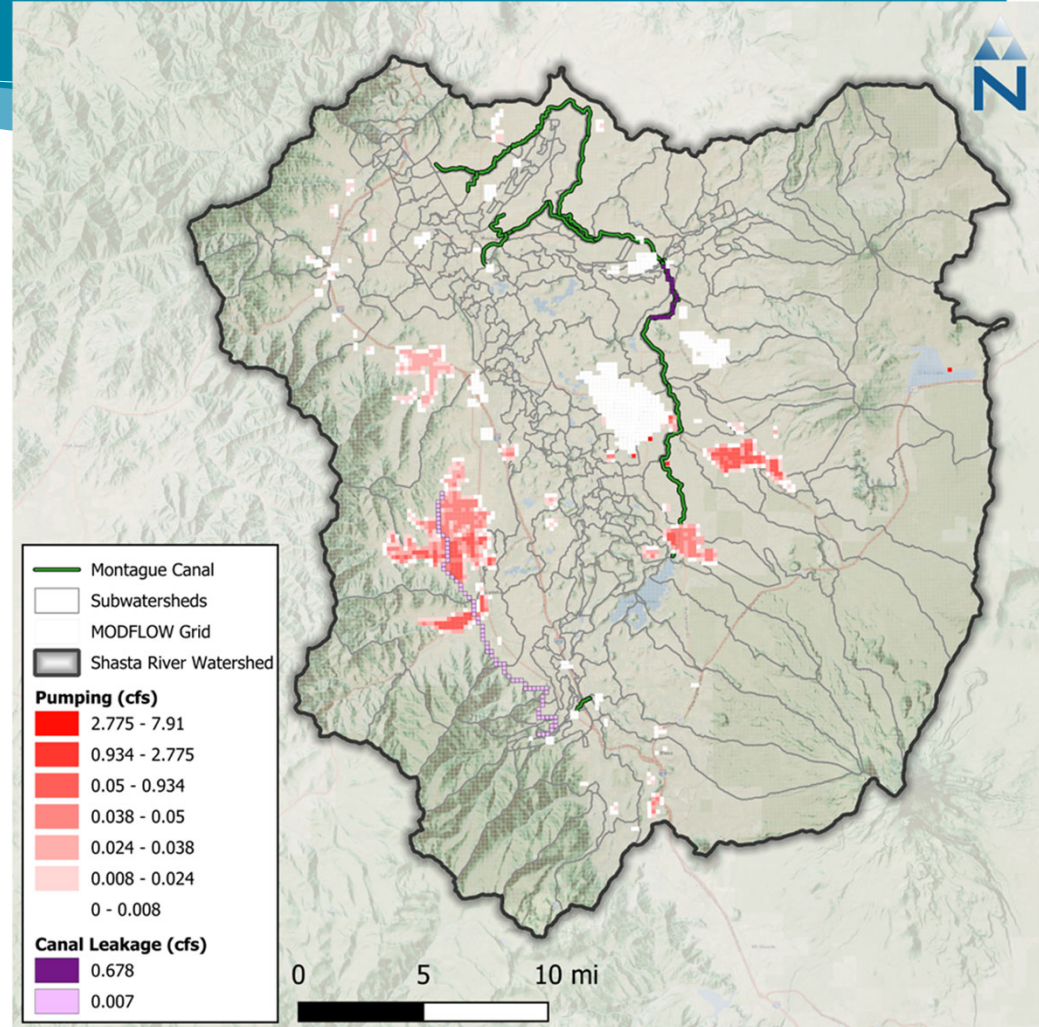 N
Montague Canal
Subwatersheds
MODFLOW Grid
Shasta River Watershed
Pumping (cfs)
2.775 - 7.91
0.934 - 2.775
0.05 - 0.934
0.038 - 0.05
0.024 - 0.038
0.008 - 0.024
0 - 0.008
Canal Leakage (cfs)
0.678
0.007
0 5 10 mi